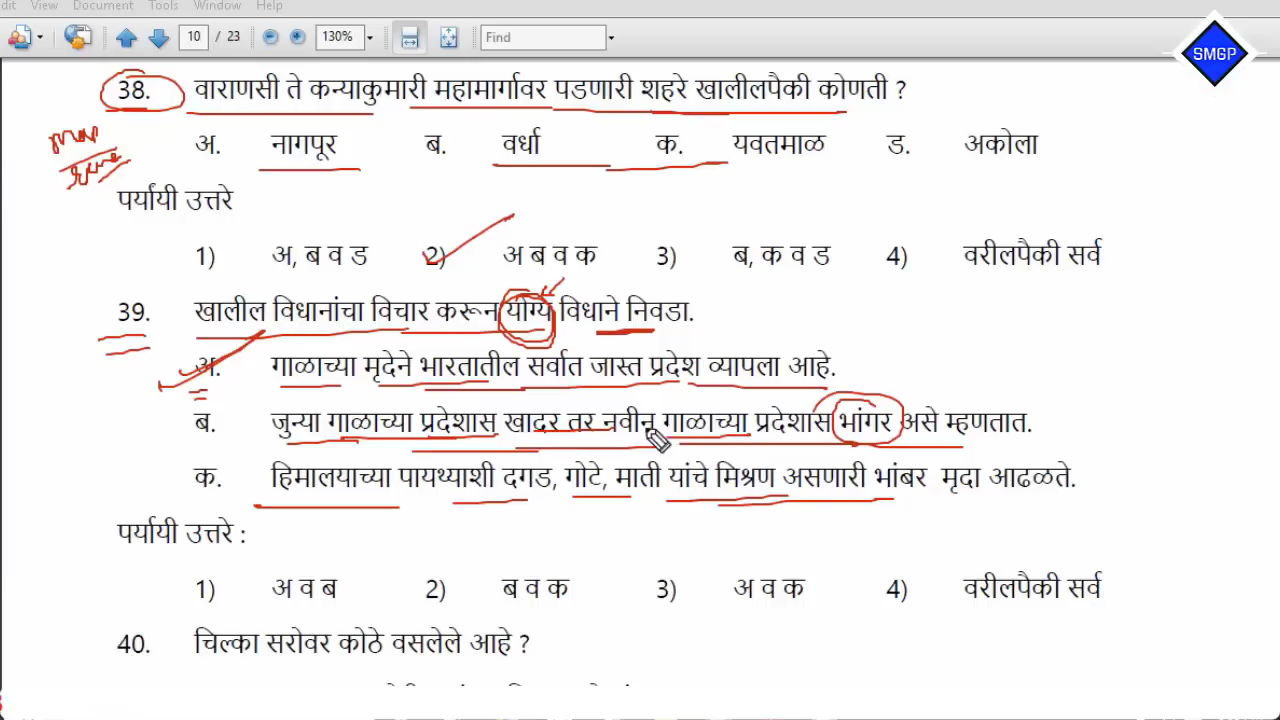 dit View Document Tools Window Help
10 / 23 130% Find
SMGP
38. वाराणसी ते कन्याकुमारी महामार्गावर पडणारी शहरे खालीलपैकी कोणती ?
अ. नागपूर ब. वर्धा क. यवतमाळ ड. अकोला
पर्यायी उत्तरे
1) अ, ब व ड 2) अ ब व क 3) ब, क व ड 4) वरीलपैकी सर्व
39. खालील विधानांचा विचार करून योग्य विधाने निवडा.
अ. गाळाच्या मृदेने भारतातील सर्वात जास्त प्रदेश व्यापला आहे.
ब. जुन्या गाळाच्या प्रदेशास खादर तर नवीन गाळाच्या प्रदेशास भांगर असे म्हणतात.
क. हिमालयाच्या पायथ्याशी दगड, गोटे, माती यांचे मिश्रण असणारी भांबर मृदा आढळते.
पर्यायी उत्तरे :
1) अ व ब 2) ब व क 3) अ व क 4) वरीलपैकी सर्व
40. चिल्का सरोवर कोठे वसलेले आहे ?